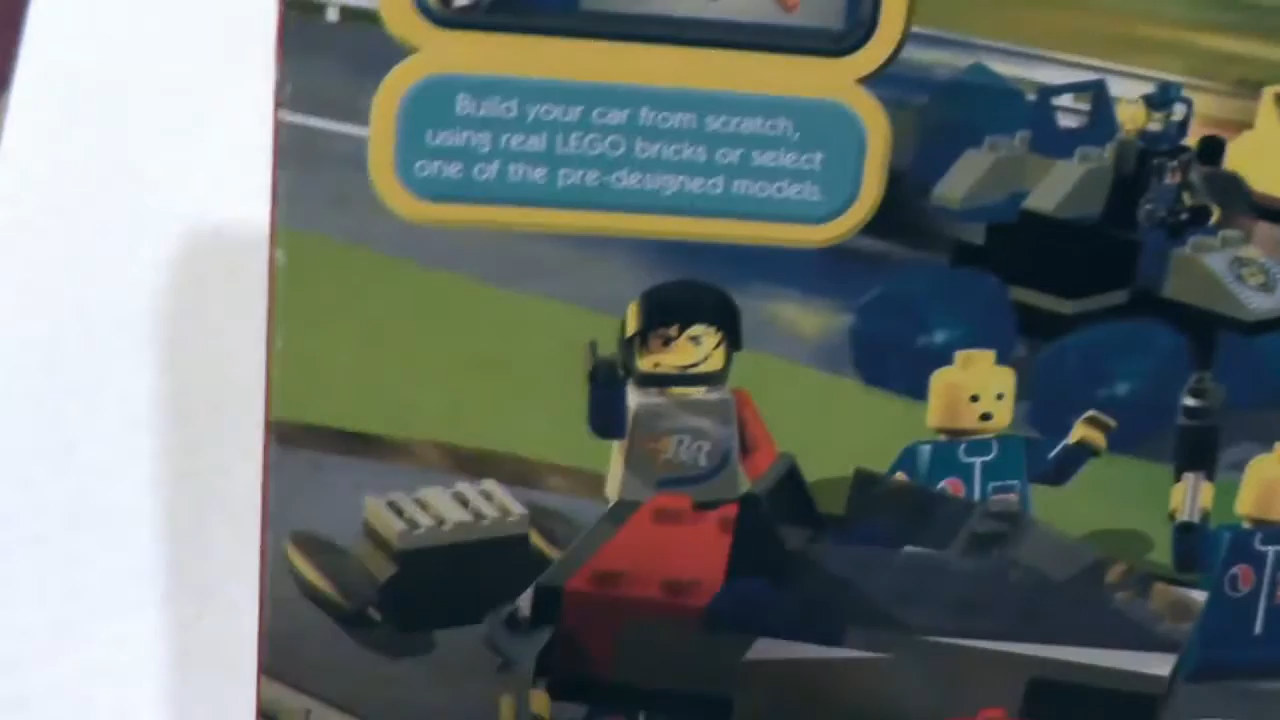 Build your car from scratch,
using real LEGO bricks or select
one of the pre-designed models.